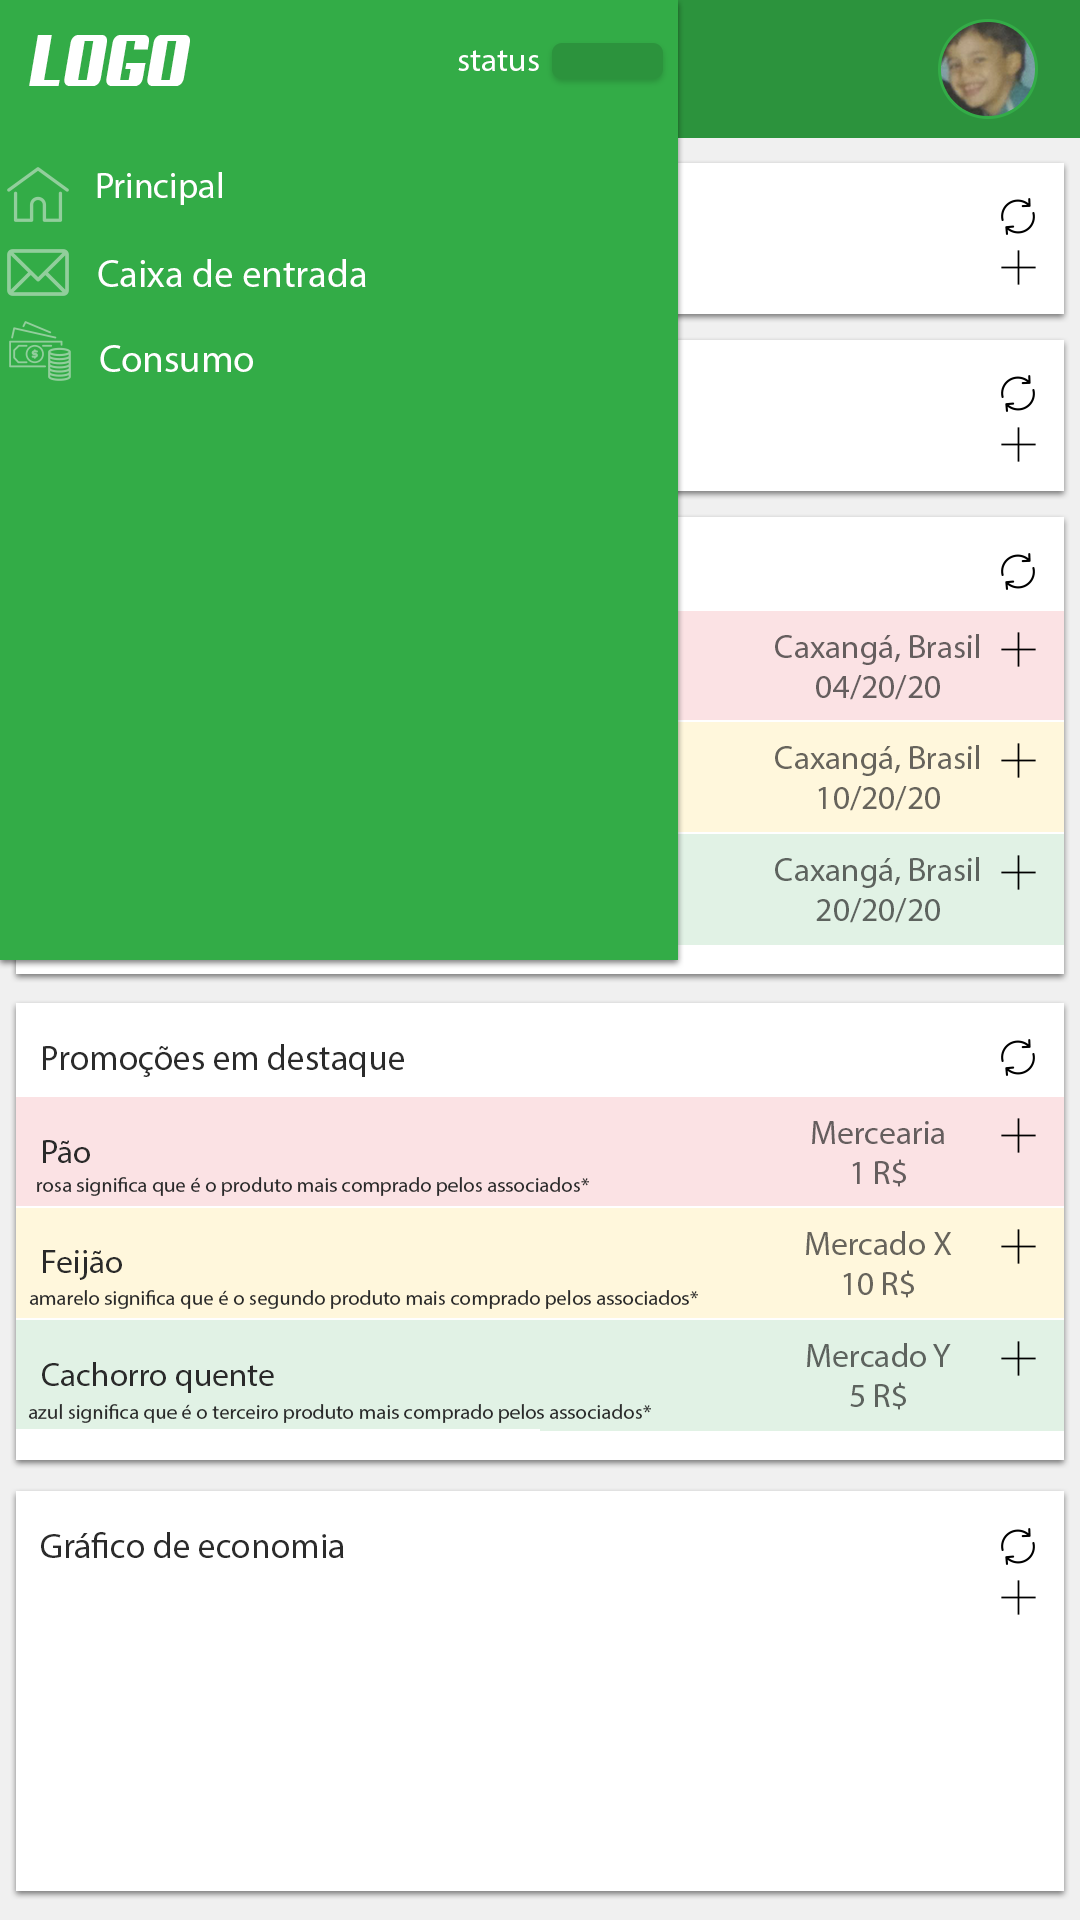 LOGO
status
Principal
Caixa de entrada
Consumo
Caxangá, Brasil
04/20/20
Caxangá, Brasil
10/20/20
Caxangá, Brasil
20/20/20
Promoções em destaque
Pão
rosa significa que é o produto mais comprado pelos associados*
Mercearia
1 R$
Feijão
amarelo significa que é o segundo produto mais comprado pelos associados*
Mercado X
10 R$
Cachorro quente
azul significa que é o terceiro produto mais comprado pelos associados*
Mercado Y
5 R$
Gráfico de economia